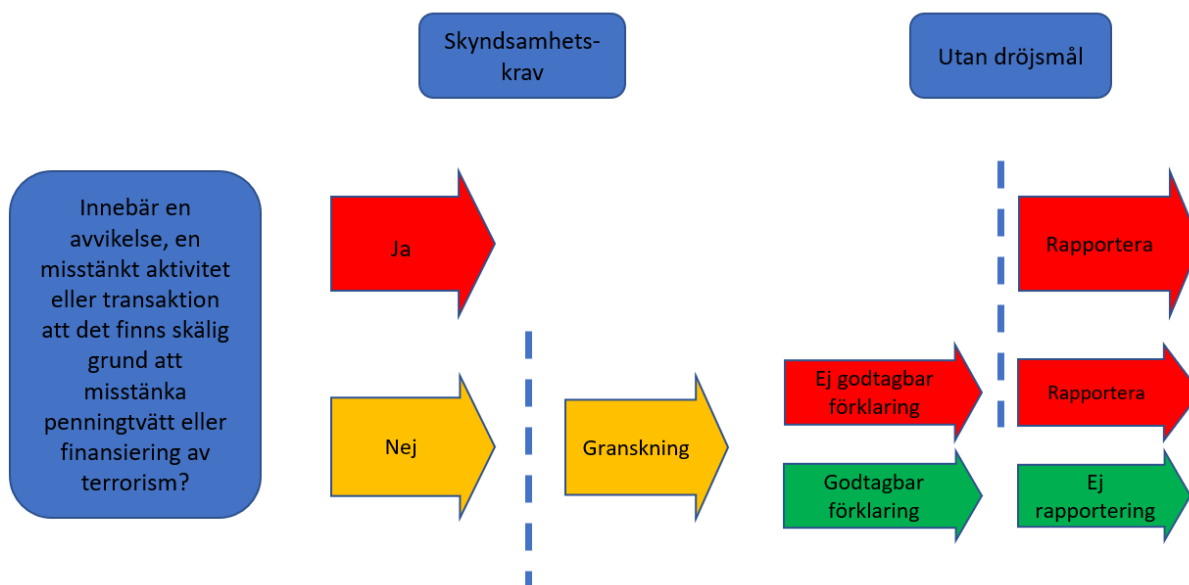 Skyndsamhets-
krav
Utan dröjsmål
Innebär en
avvikelse, en
misstänkt aktivitet
eller transaktion
att det finns skälig
grund att
misstänka
penningtvätt eller
finansiering av
terrorism?
Ja
Rapportera
Nej
Granskning
Ej godtagbar
förklaring
Rapportera
Godtagbar
förklaring
Ej
rapportering